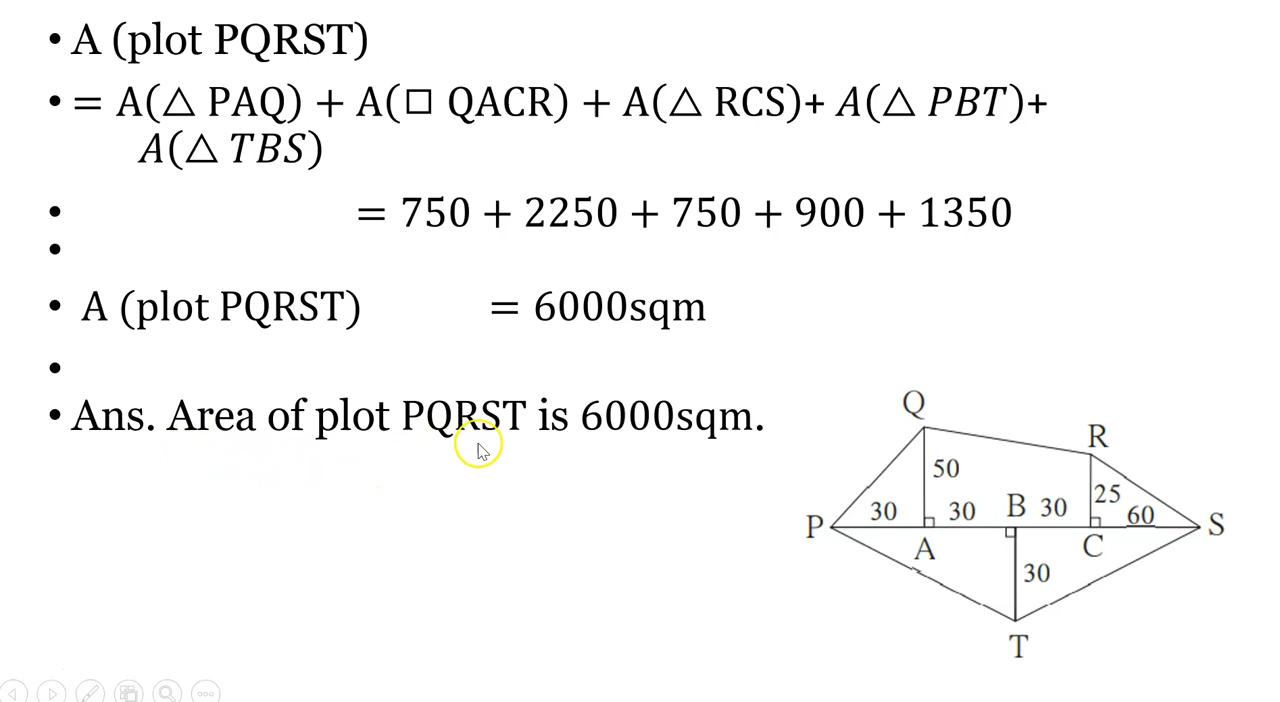 • A (plot PQRST)
• = A(△ PAQ) + A(□ QACR) + A(△ RCS)+ A(△ PBT)+
A(△ TBS)
• = 750 + 2250 + 750 + 900 + 1350
•
• A (plot PQRST) = 6000sqm
•
• Ans. Area of plot PQRST is 6000sqm.
Q
R
50
25
P 30 30 B 30 60 S
A C
30
T